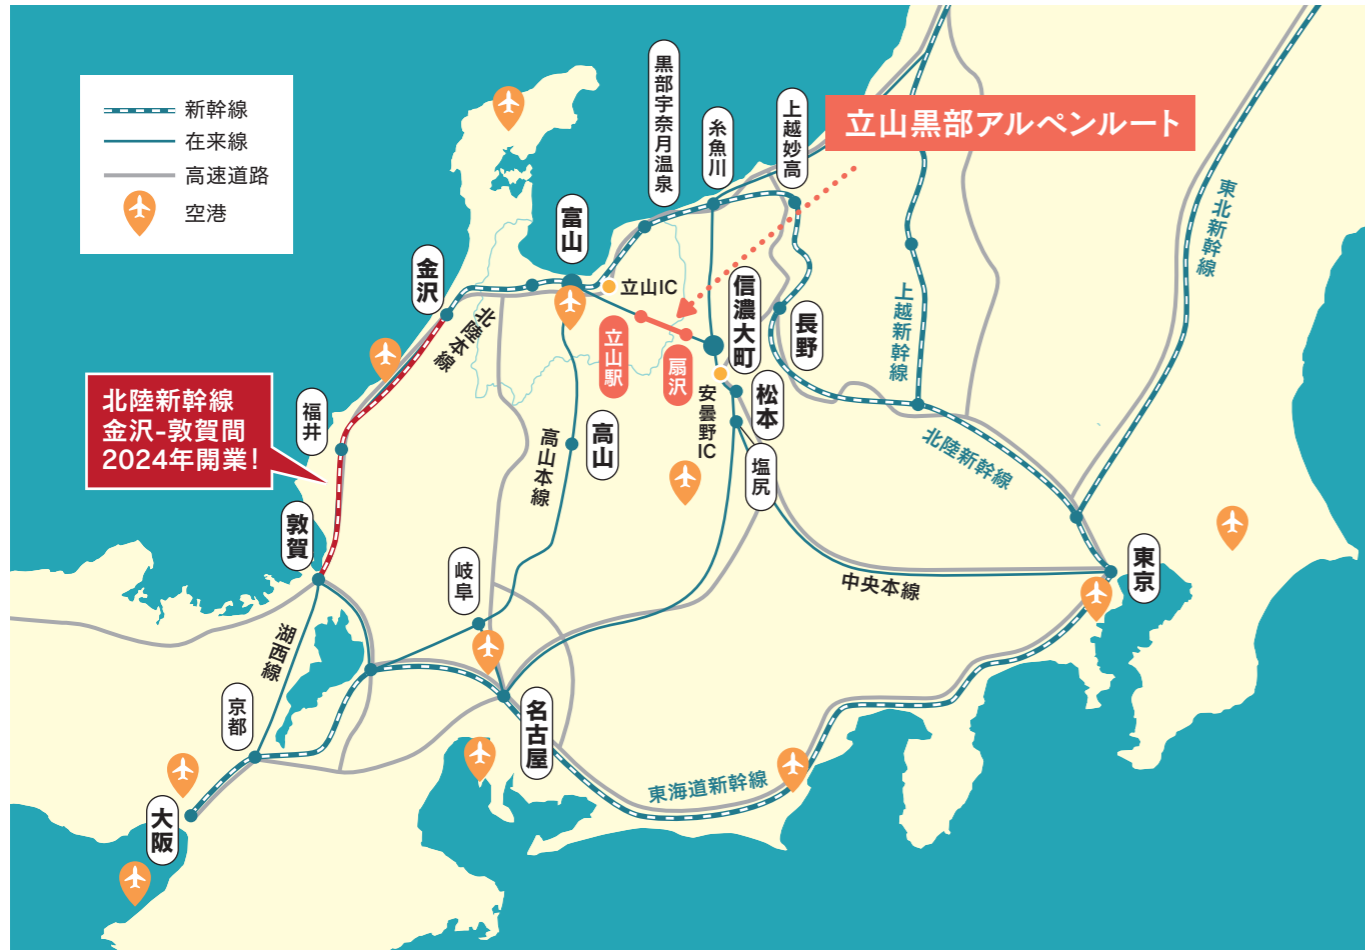 新幹線
在来線
高速道路
空港
立山黒部アルペンルート
黒部宇奈月温泉
糸魚川
上越妙高
富山
金沢
立山IC
信濃大町
長野
立山駅
扇沢
安曇野IC
松本
塩尻
高山
高山本線
北陸本線
上越新幹線
東北新幹線
北陸新幹線
北陸新幹線
金沢-敦賀間
2024年開業!
福井
敦賀
岐阜
湖西線
京都
大阪
名古屋
東海道新幹線
中央本線
東京